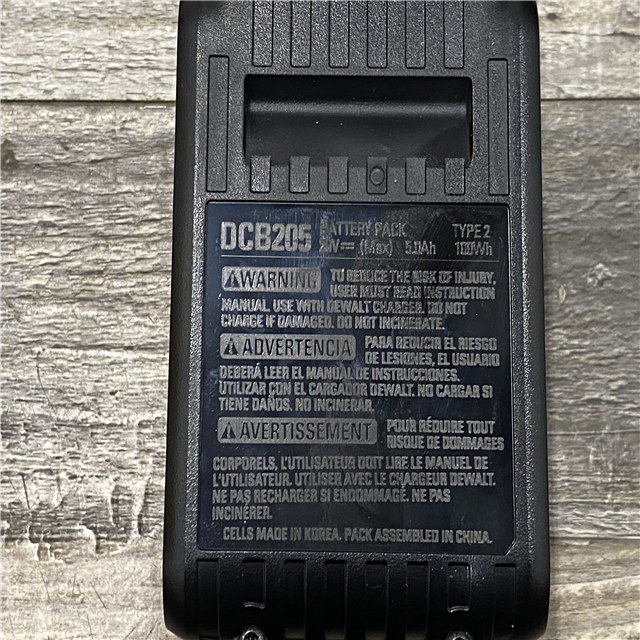 DCB205 BATTERY PACK TYPE 2
20V⎓ (Max) 5.0Ah 100Wh
⚠WARNING TO REDUCE THE RISK OF INJURY,
USER MUST READ INSTRUCTION
MANUAL. USE WITH DEWALT CHARGER. DO NOT
CHARGE IF DAMAGED. DO NOT INCINERATE.
⚠ADVERTENCIA PARA REDUCIR EL RIESGO
DE LESIONES, EL USUARIO
DEBERÁ LEER EL MANUAL DE INSTRUCCIONES.
UTILIZAR CON EL CARGADOR DEWALT. NO CARGAR SI
TIENE DAÑOS. NO INCINERAR.
⚠AVERTISSEMENT POUR RÉDUIRE TOUT
RISQUE DE DOMMAGES
CORPORELS, L'UTILISATEUR DOIT LIRE LE MANUEL DE
L'UTILISATEUR. UTILISER AVEC LE CHARGEUR DEWALT.
NE PAS RECHARGER SI ENDOMMAGÉ. NE PAS
INCINÉRER.
CELLS MADE IN KOREA. PACK ASSEMBLED IN CHINA.